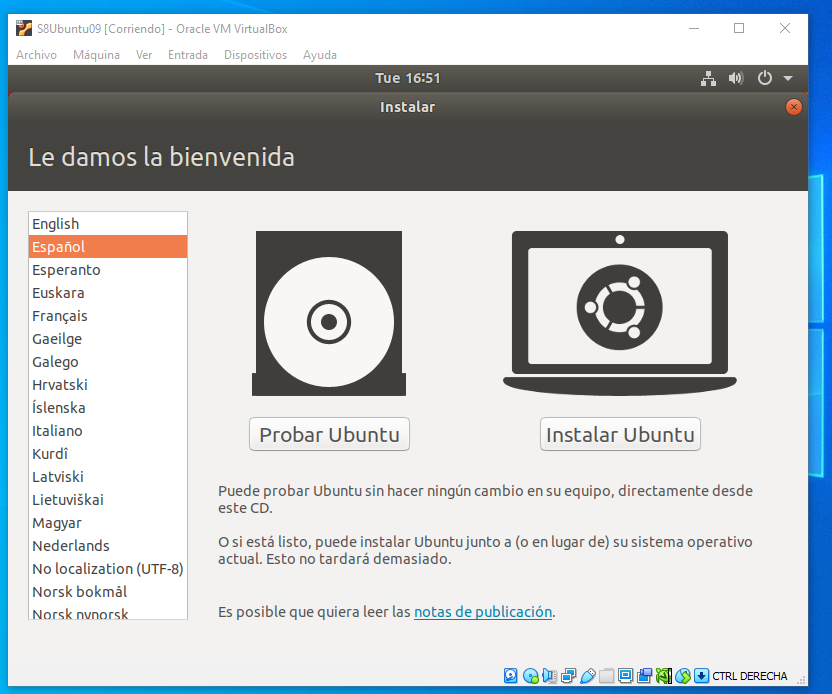 S8Ubuntu09 [Corriendo] - Oracle VM VirtualBox
Archivo Máquina Ver Entrada Dispositivos Ayuda
Tue 16:51
Instalar
Le damos la bienvenida
English
Español
Esperanto
Euskara
Français
Gaeilge
Galego
Hrvatski
Íslenska
Italiano
Kurdî
Latviski
Lietuviškai
Magyar
Nederlands
No localization (UTF-8)
Norsk bokmål
Norsk nynorsk
Probar Ubuntu
Instalar Ubuntu
Puede probar Ubuntu sin hacer ningún cambio en su equipo, directamente desde
este CD.
O si está listo, puede instalar Ubuntu junto a (o en lugar de) su sistema operativo
actual. Esto no tardará demasiado.
Es posible que quiera leer las notas de publicación.
CTRL DERECHA